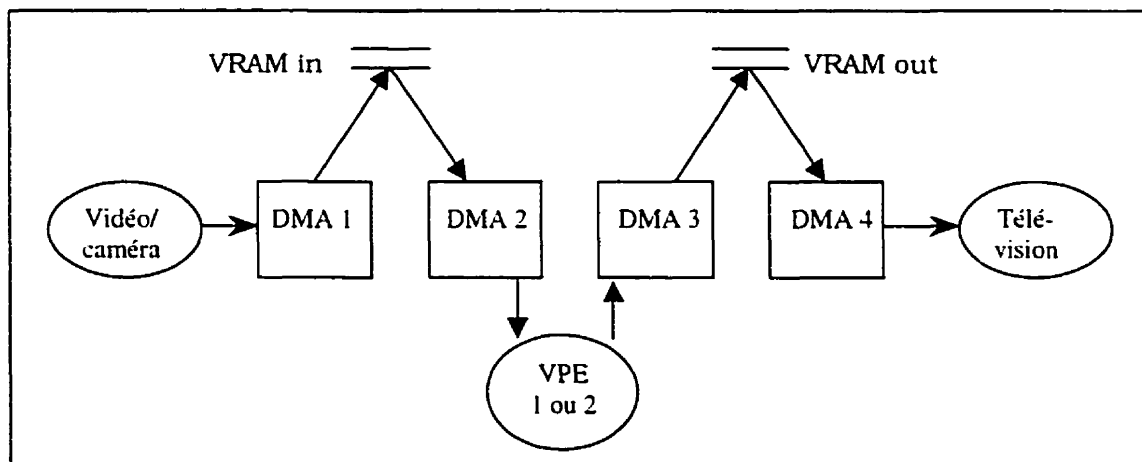 VRAM in
VRAM out
Vidéo/
caméra
DMA 1
DMA 2
DMA 3
DMA 4
Télé-
vision
VPE
1 ou 2